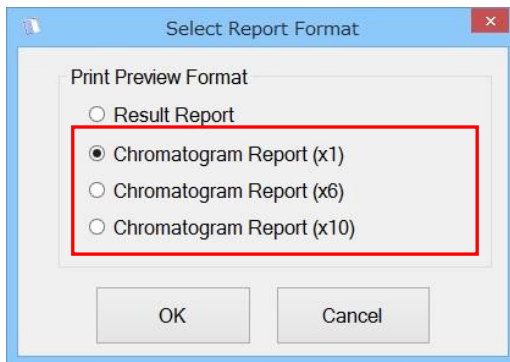 Select Report Format
Print Preview Format
Result Report
Chromatogram Report (x1)
Chromatogram Report (x6)
Chromatogram Report (x10)
OK
Cancel